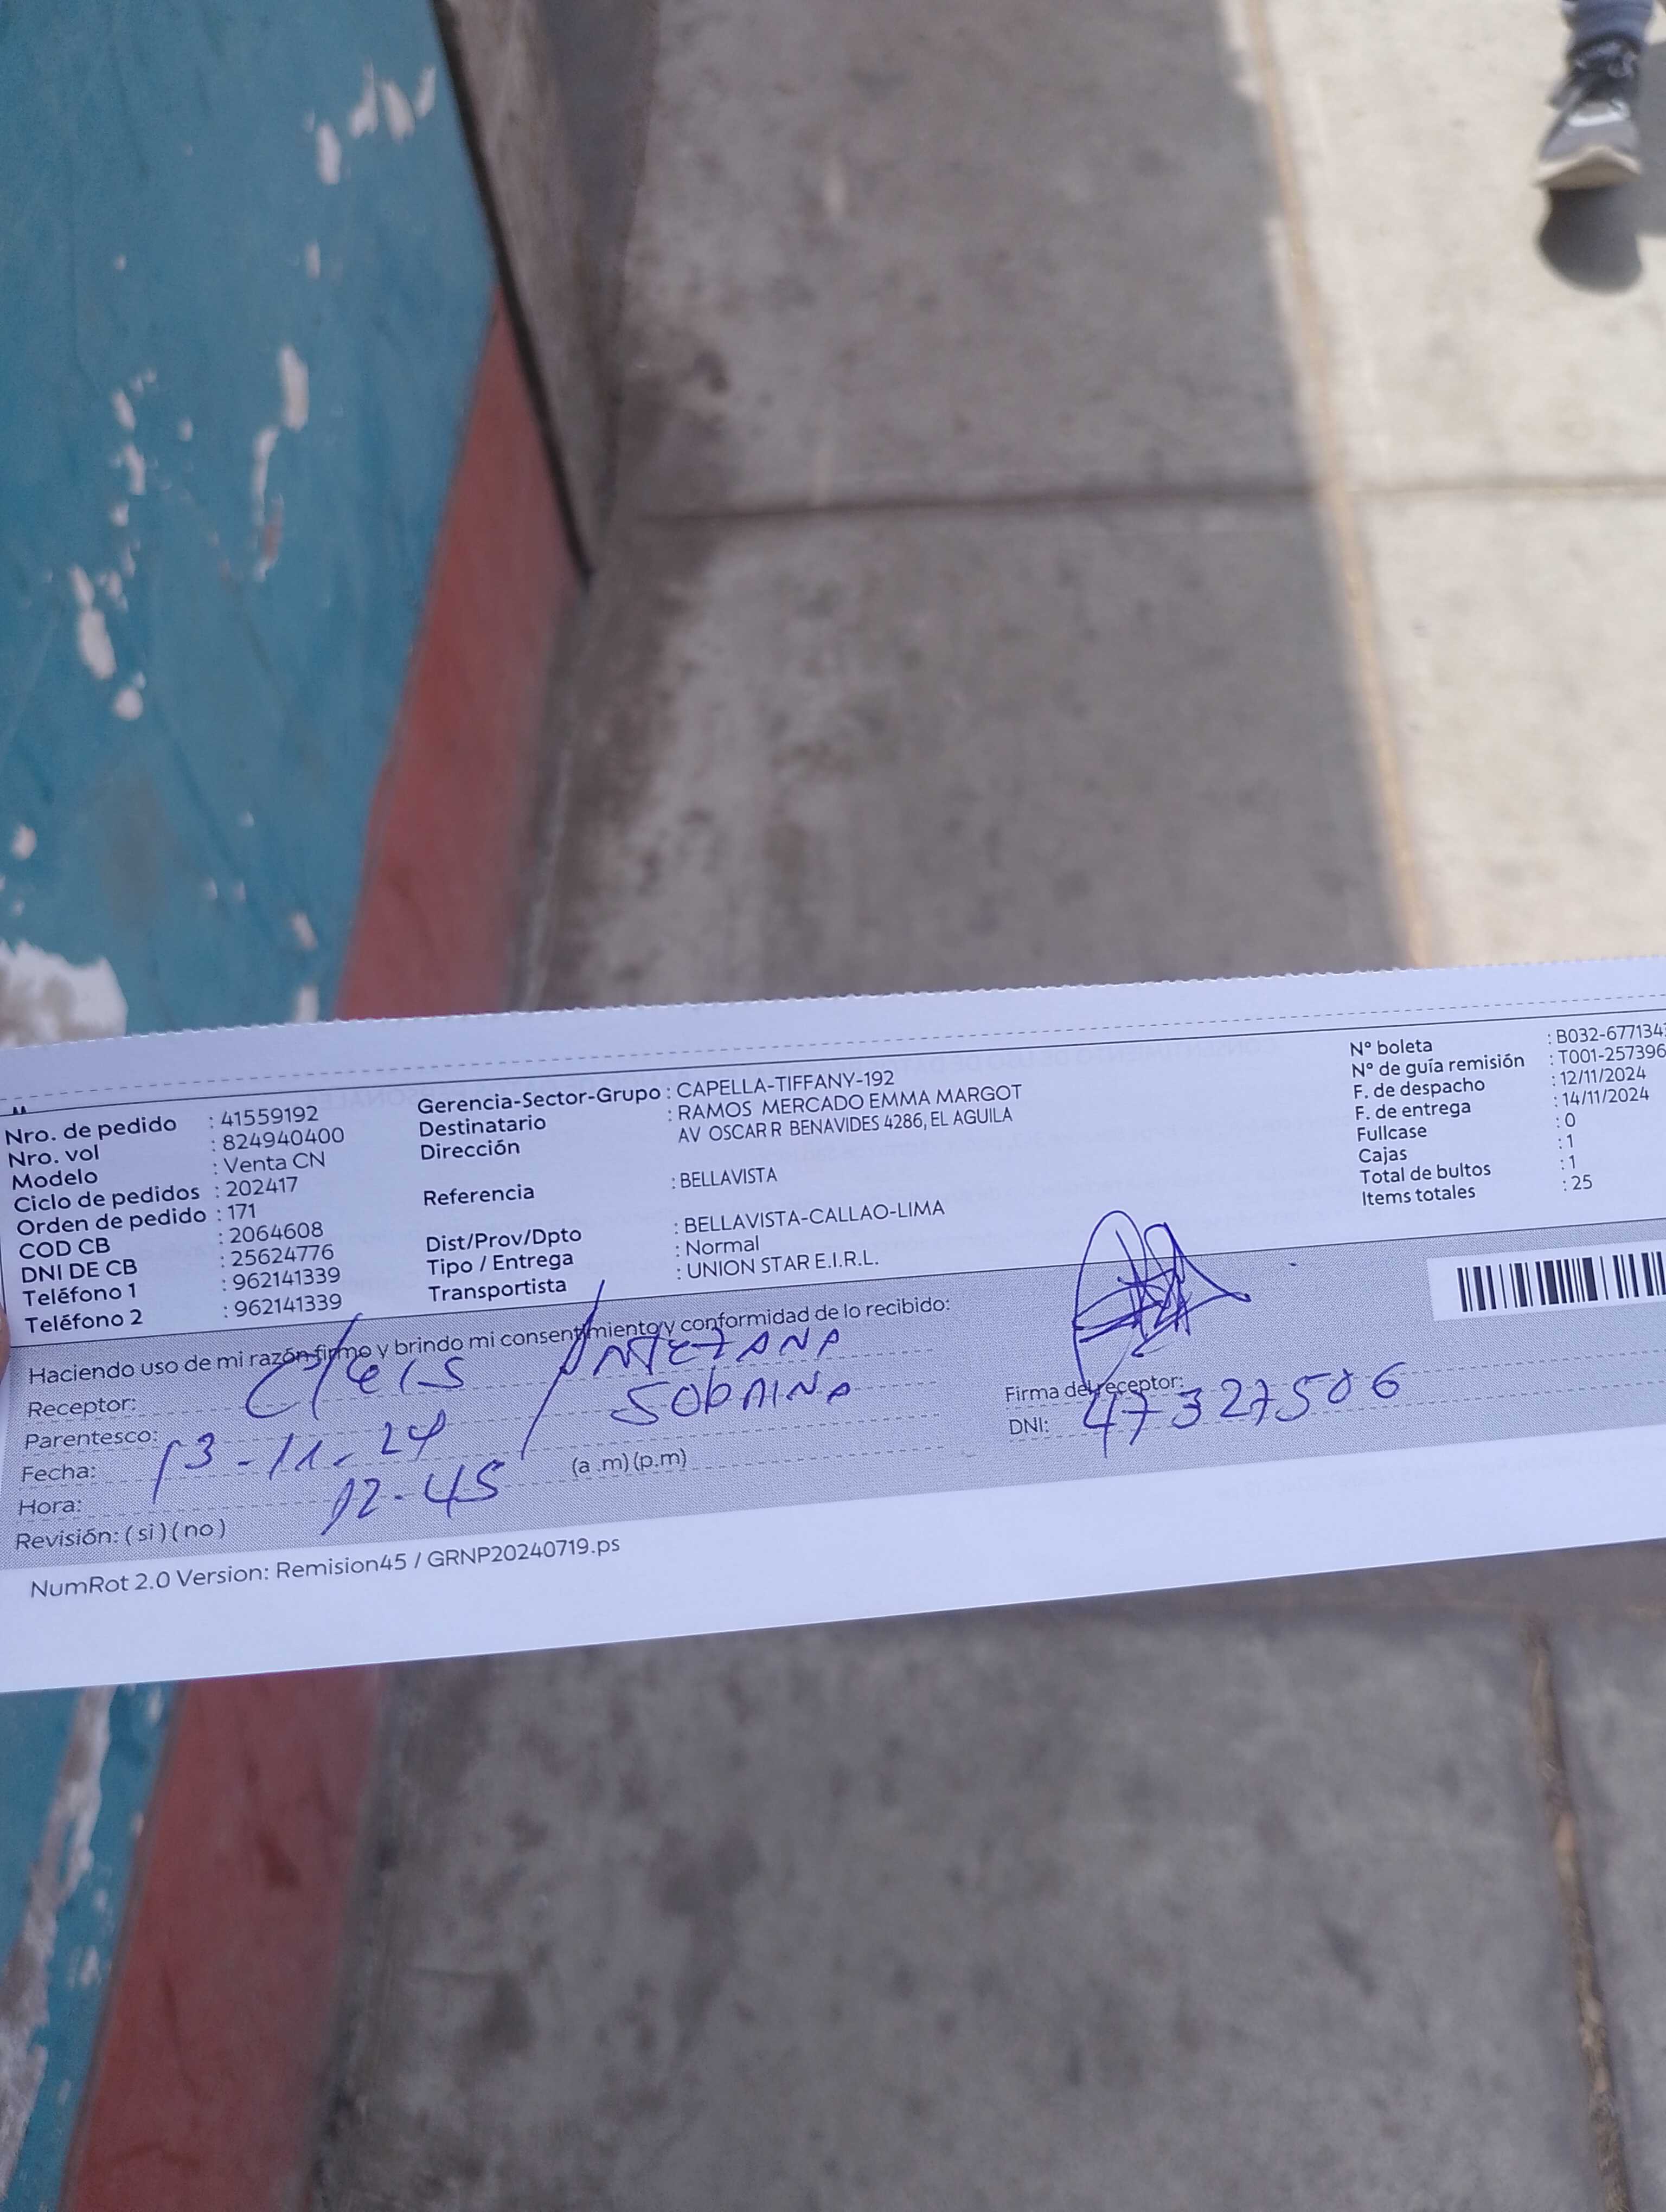 Nro. de pedido : 41559192
Nro. vol : 824940400
Modelo : Venta CN
Ciclo de pedidos : 202417
Orden de pedido : 171
COD CB : 2064608
DNI DE CB : 25624776
Teléfono 1 : 962141339
Teléfono 2 : 962141339
Gerencia-Sector-Grupo : CAPELLA-TIFFANY-192
Destinatario : RAMOS MERCADO EMMA MARGOT
Dirección AV OSCAR R BENAVIDES 4286, EL AGUILA
Referencia : BELLAVISTA
Dist/Prov/Dpto : BELLAVISTA-CALLAO-LIMA
Tipo / Entrega : Normal
Transportista : UNION STAR E.I.R.L.
N° boleta : B032-677134
N° de guía remisión : T001-257396
F. de despacho : 12/11/2024
F. de entrega : 14/11/2024
Fullcase : 0
Cajas : 1
Total de bultos : 1
Items totales : 25
Haciendo uso de mi razón firmo y brindo mi consentimiento y conformidad de lo recibido:
Receptor:
Parentesco: SObRINA
Fecha: 13-11-24
Hora: 12-45 (a .m) (p.m)
Revisión: ( si ) ( no )
Firma del receptor:
DNI: 47327506
NumRot 2.0 Version: Remision45 / GRNP20240719.ps